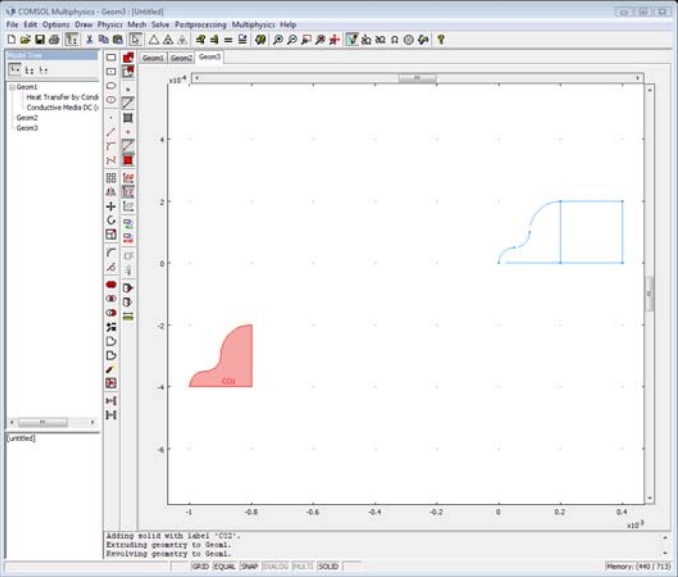 COMSOL Multiphysics - Geom3 : [Untitled]
File Edit Options Draw Physics Mesh Solve Postprocessing Multiphysics Help
Model Tree
Geom1 Geom2 Geom3
Geom1
Heat Transfer by Condu
Conductive Media DC (e
Geom2
Geom3
x10⁻⁴
4
2
0
-2
-4
-6
CO1
-1 -0.8 -0.6 -0.4 -0.2 0 0.2 0.4
x10⁻³
[untitled]
Adding solid with label 'CO2'.
Extruding geometry to Geom1.
Revolving geometry to Geom1.
GRID EQUAL SNAP DIALOG MULTI SOLID
Memory: (440 / 713)